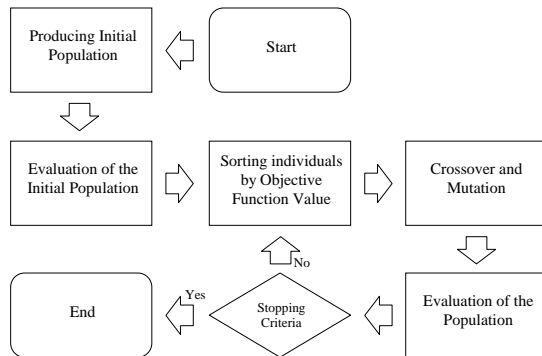 Producing Initial
Population
Start
Evaluation of the
Initial Population
Sorting individuals
by Objective
Function Value
Crossover and
Mutation
No
Yes
End
Stopping
Criteria
Evaluation of the
Population